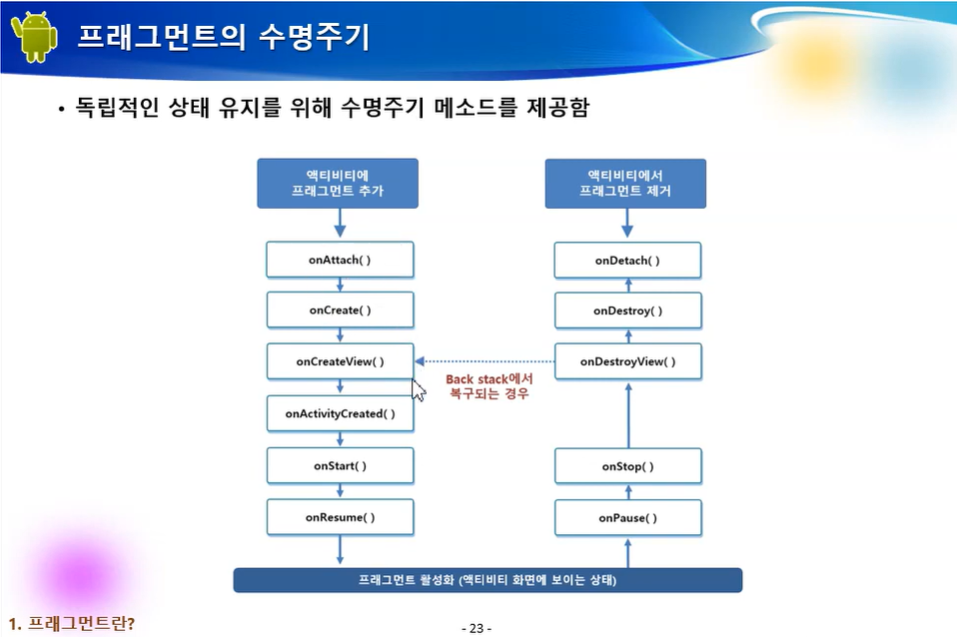 프래그먼트의 수명주기
• 독립적인 상태 유지를 위해 수명주기 메소드를 제공함
액티비티에
프래그먼트 추가
onAttach( )
onCreate( )
onCreateView( )
onActivityCreated( )
onStart( )
onResume( )
액티비티에서
프래그먼트 제거
onDetach( )
onDestroy( )
onDestroyView( )
onStop( )
onPause( )
Back stack에서
복구되는 경우
프래그먼트 활성화 (액티비티 화면에 보이는 상태)
1. 프래그먼트란?
- 23 -